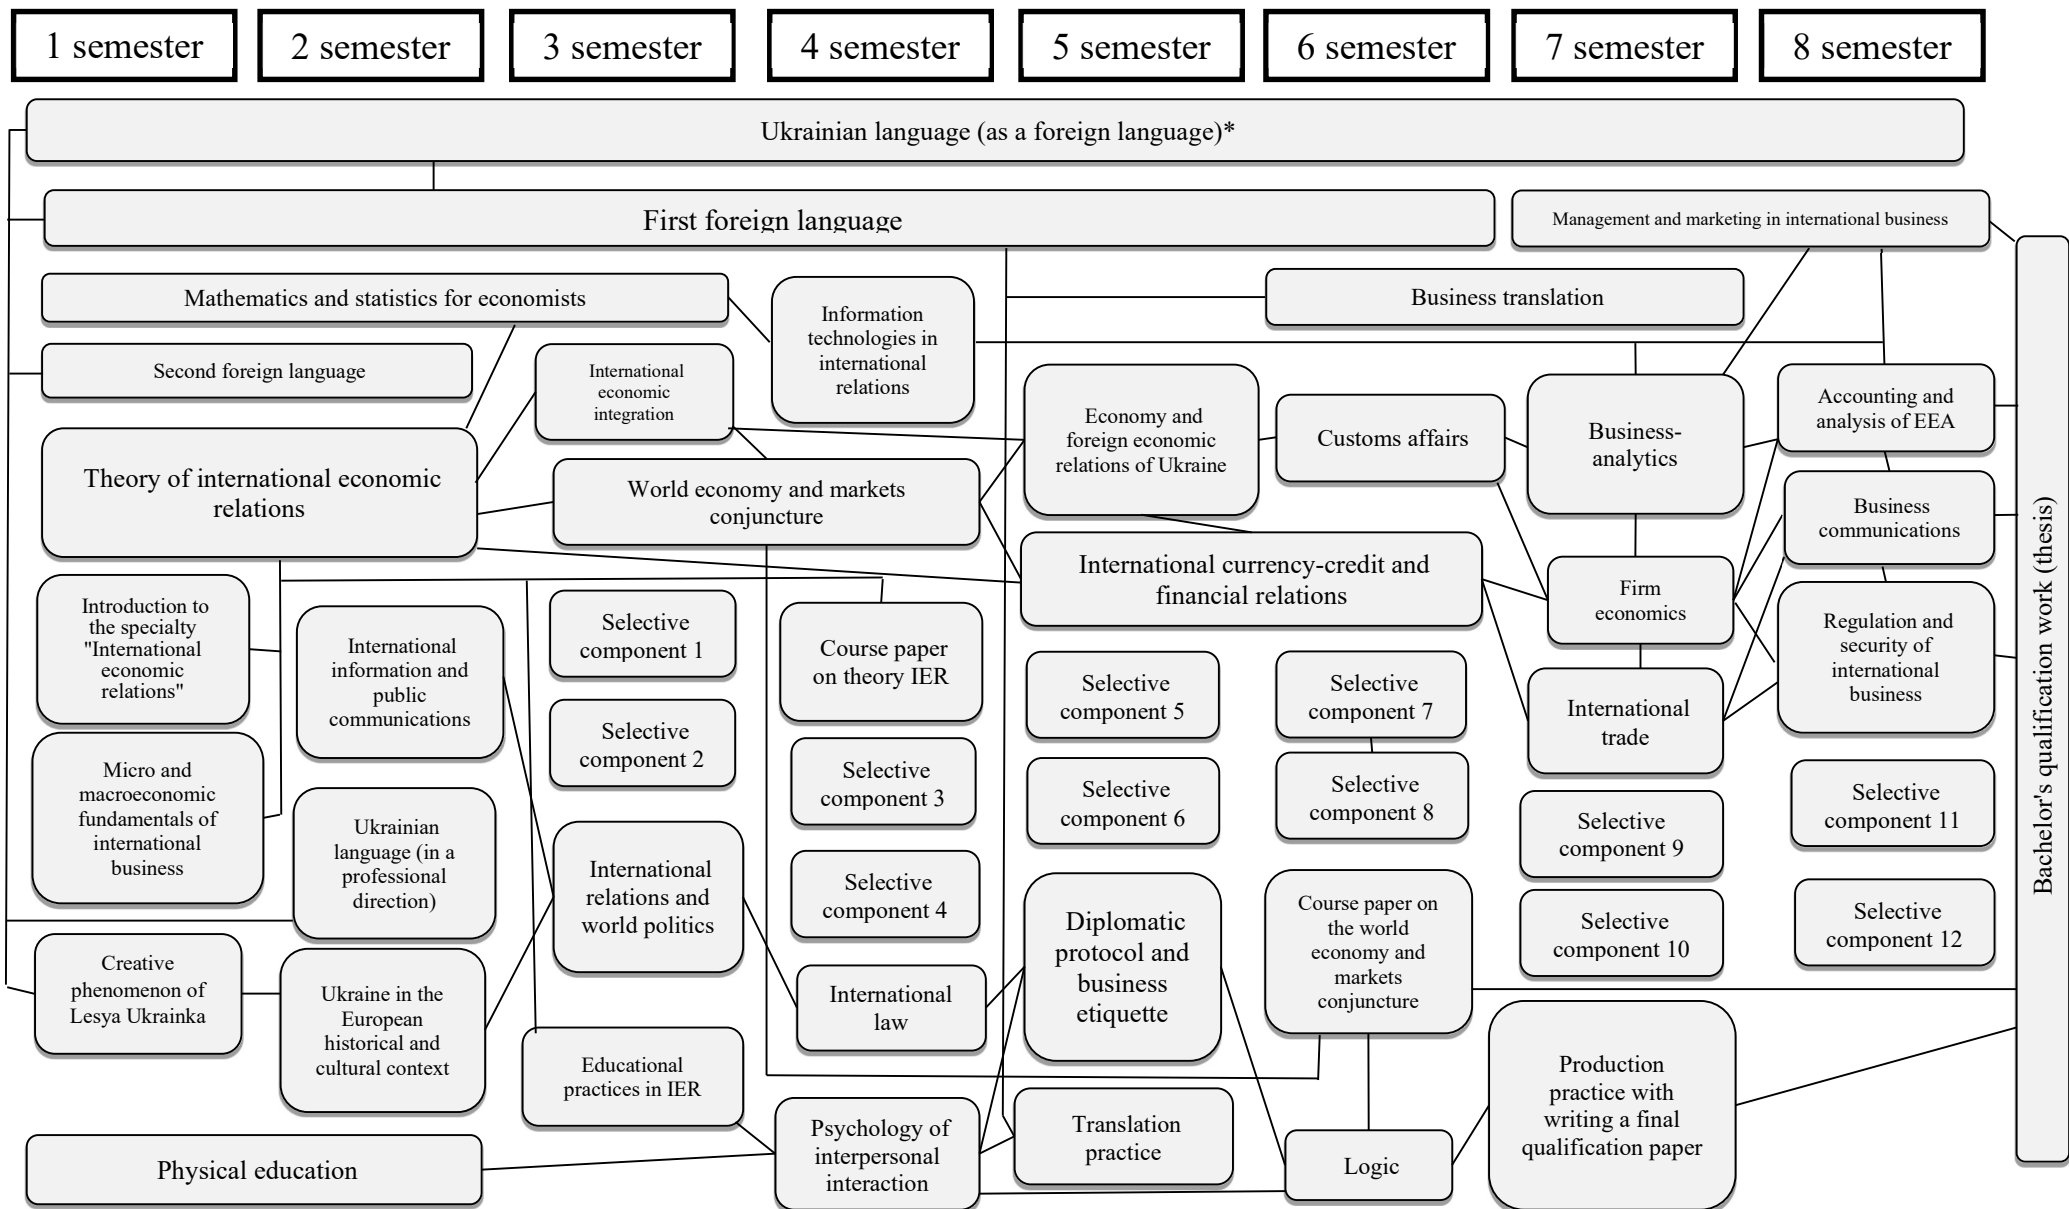 1 semester
2 semester
3 semester
4 semester
5 semester
6 semester
7 semester
8 semester
Ukrainian language (as a foreign language)*
First foreign language
Management and marketing in international business
Mathematics and statistics for economists
Information
technologies in
international
relations
Business translation
Second foreign language
International
economic
integration
Economy and
foreign economic
relations of Ukraine
Customs affairs
Business-
analytics
Accounting and
analysis of EEA
Theory of international economic
relations
World economy and markets
conjuncture
Business
communications
International currency-credit and
financial relations
Firm
economics
Introduction to
the specialty
"International
economic
relations"
International
information and
public
communications
Selective
component 1
Course paper
on theory IER
Regulation and
security of
international
business
Selective
component 5
Selective
component 7
International
trade
Selective
component 2
Micro and
macroeconomic
fundamentals of
international
business
Selective
component 3
Selective
component 6
Selective
component 8
Selective
component 9
Selective
component 11
Ukrainian
language (in a
professional
direction)
International
relations and
world politics
Selective
component 4
Diplomatic
protocol and
business
etiquette
Course paper on
the world
economy and
markets
conjuncture
Selective
component 10
Selective
component 12
Creative
phenomenon of
Lesya Ukrainka
Ukraine in the
European
historical and
cultural context
International
law
Educational
practices in IER
Production
practice with
writing a final
qualification paper
Physical education
Psychology of
interpersonal
interaction
Translation
practice
Logic
Bachelor's qualification work (thesis)